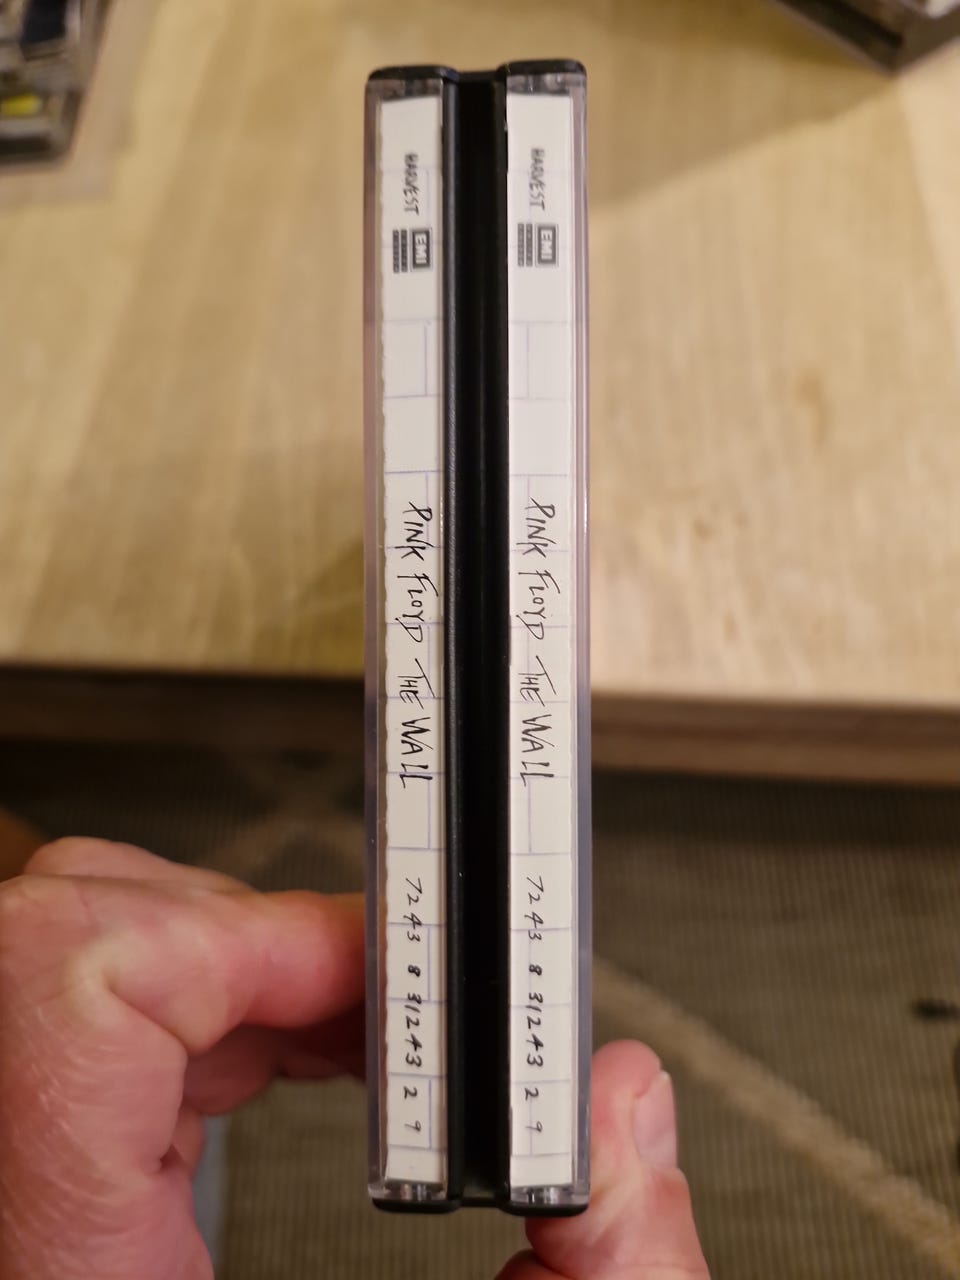 HARVEST
EMI
PINK FLOYD THE WALL
7243 8 31243 2 9
HARVEST
EMI
PINK FLOYD THE WALL
7243 8 31243 2 9